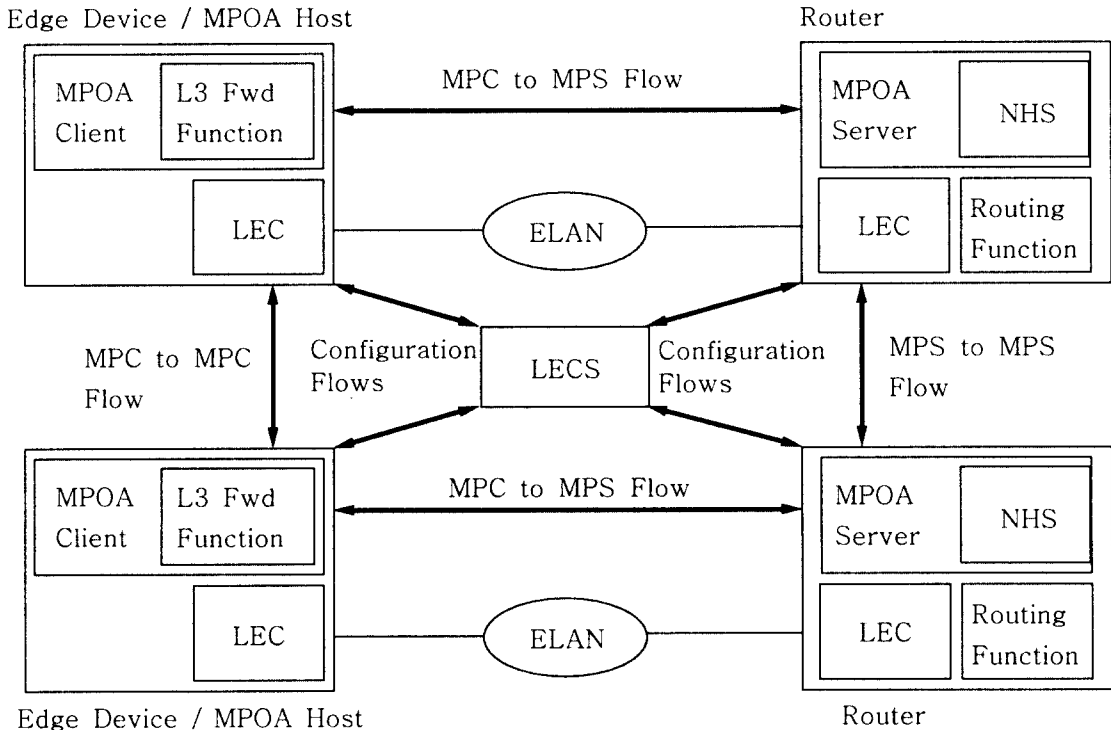 Edge Device / MPOA Host
Router
MPOA
Client
L3 Fwd
Function
LEC
MPC to MPS Flow
ELAN
MPOA
Server
NHS
LEC
Routing
Function
MPC to MPC
Flow
Configuration
Flows
LECS
Configuration
Flows
MPS to MPS
Flow
MPOA
Client
L3 Fwd
Function
LEC
MPC to MPS Flow
ELAN
MPOA
Server
NHS
LEC
Routing
Function
Edge Device / MPOA Host
Router